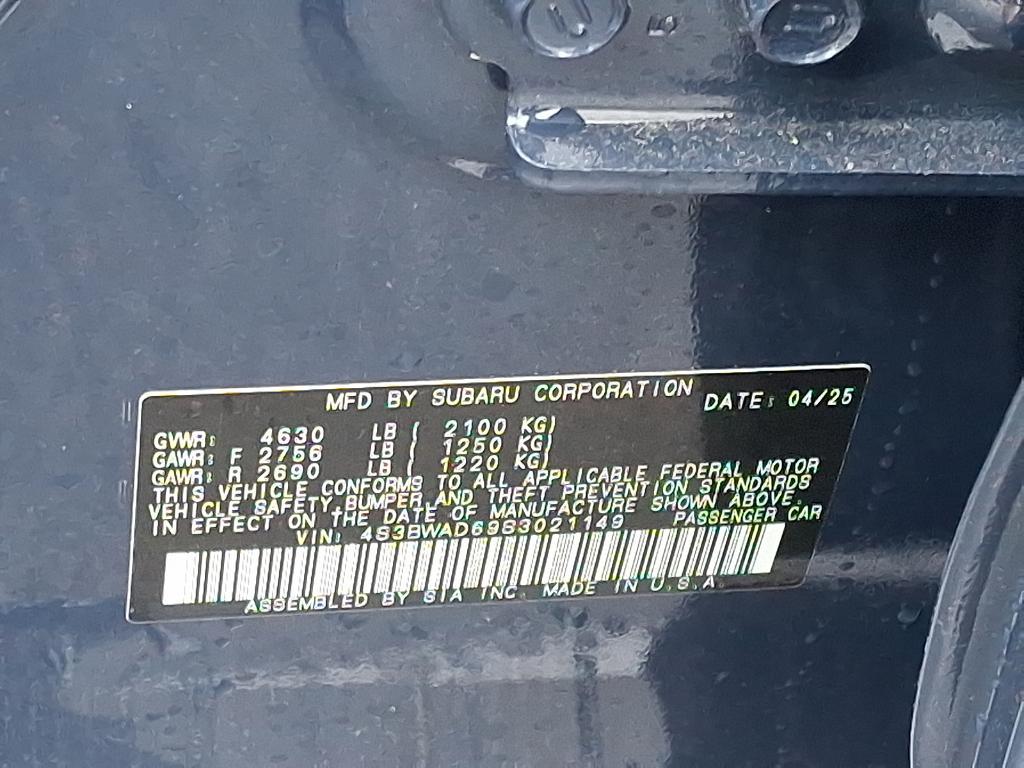 MFD BY SUBARU CORPORATION DATE: 04/25
GVWR: 4630 LB ( 2100 KG)
GAWR: F 2756 LB ( 1250 KG)
GAWR: R 2690 LB ( 1220 KG)
THIS VEHICLE CONFORMS TO ALL APPLICABLE FEDERAL MOTOR
VEHICLE SAFETY, BUMPER, AND THEFT PREVENTION STANDARDS
IN EFFECT ON THE DATE OF MANUFACTURE SHOWN ABOVE.
VIN: 4S3BWAD69S3021149 PASSENGER CAR
ASSEMBLED BY SIA INC. MADE IN U.S.A.